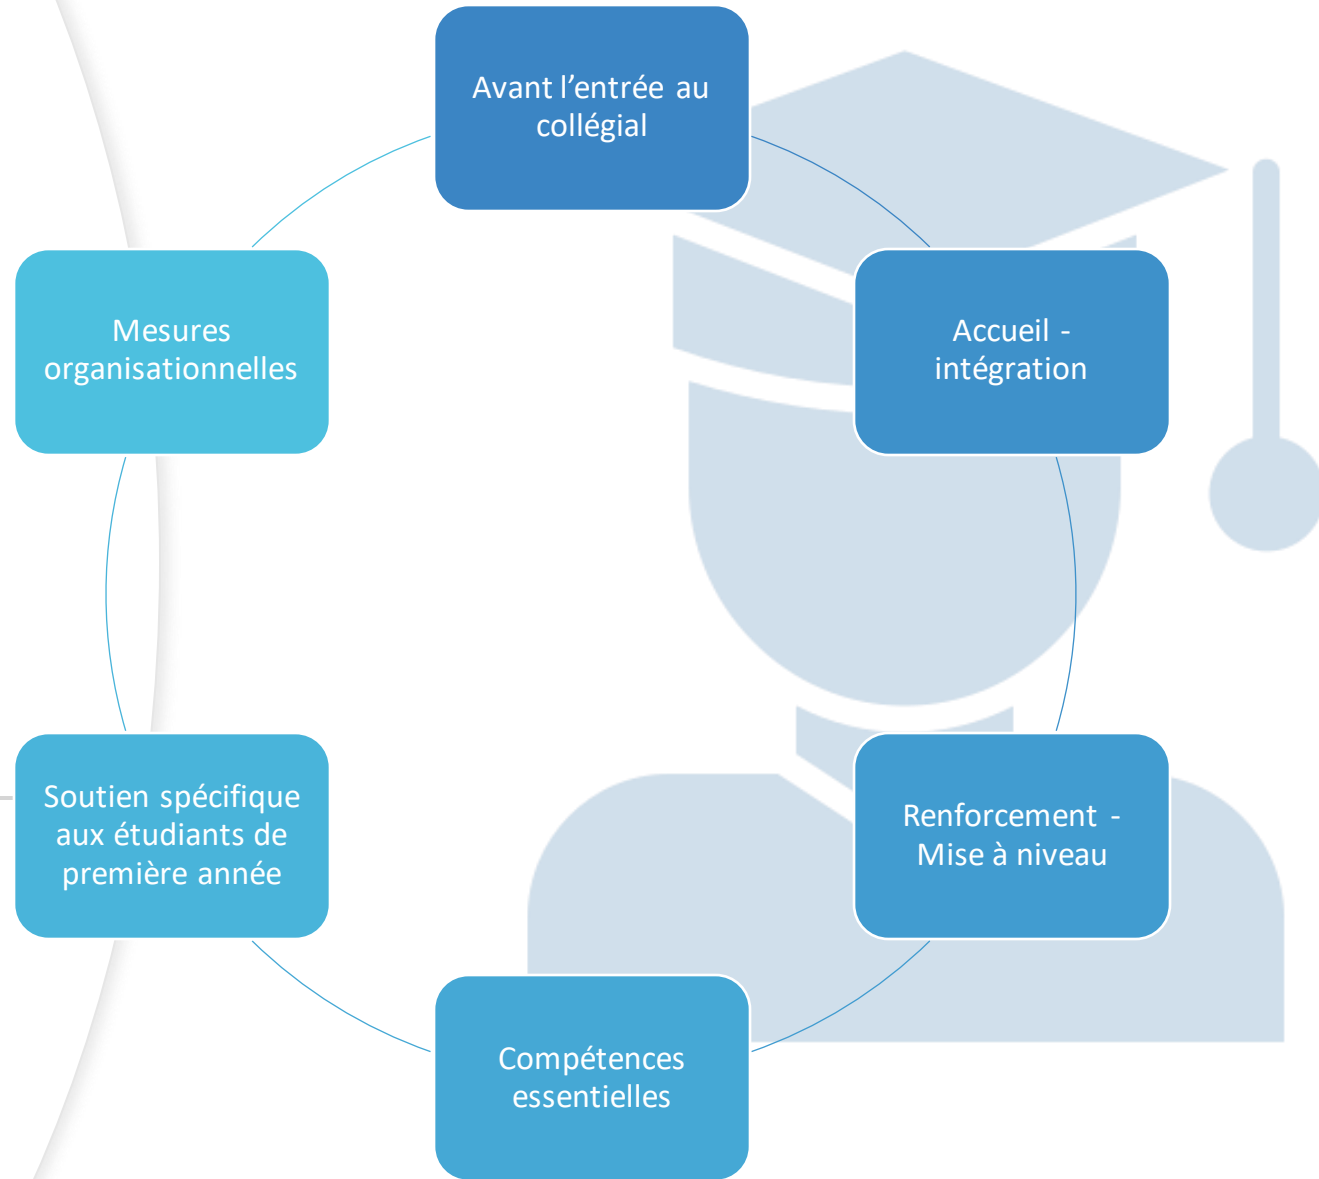 Avant l’entrée au
collégial
Accueil -
intégration
Renforcement -
Mise à niveau
Compétences
essentielles
Soutien spécifique
aux étudiants de
première année
Mesures
organisationnelles